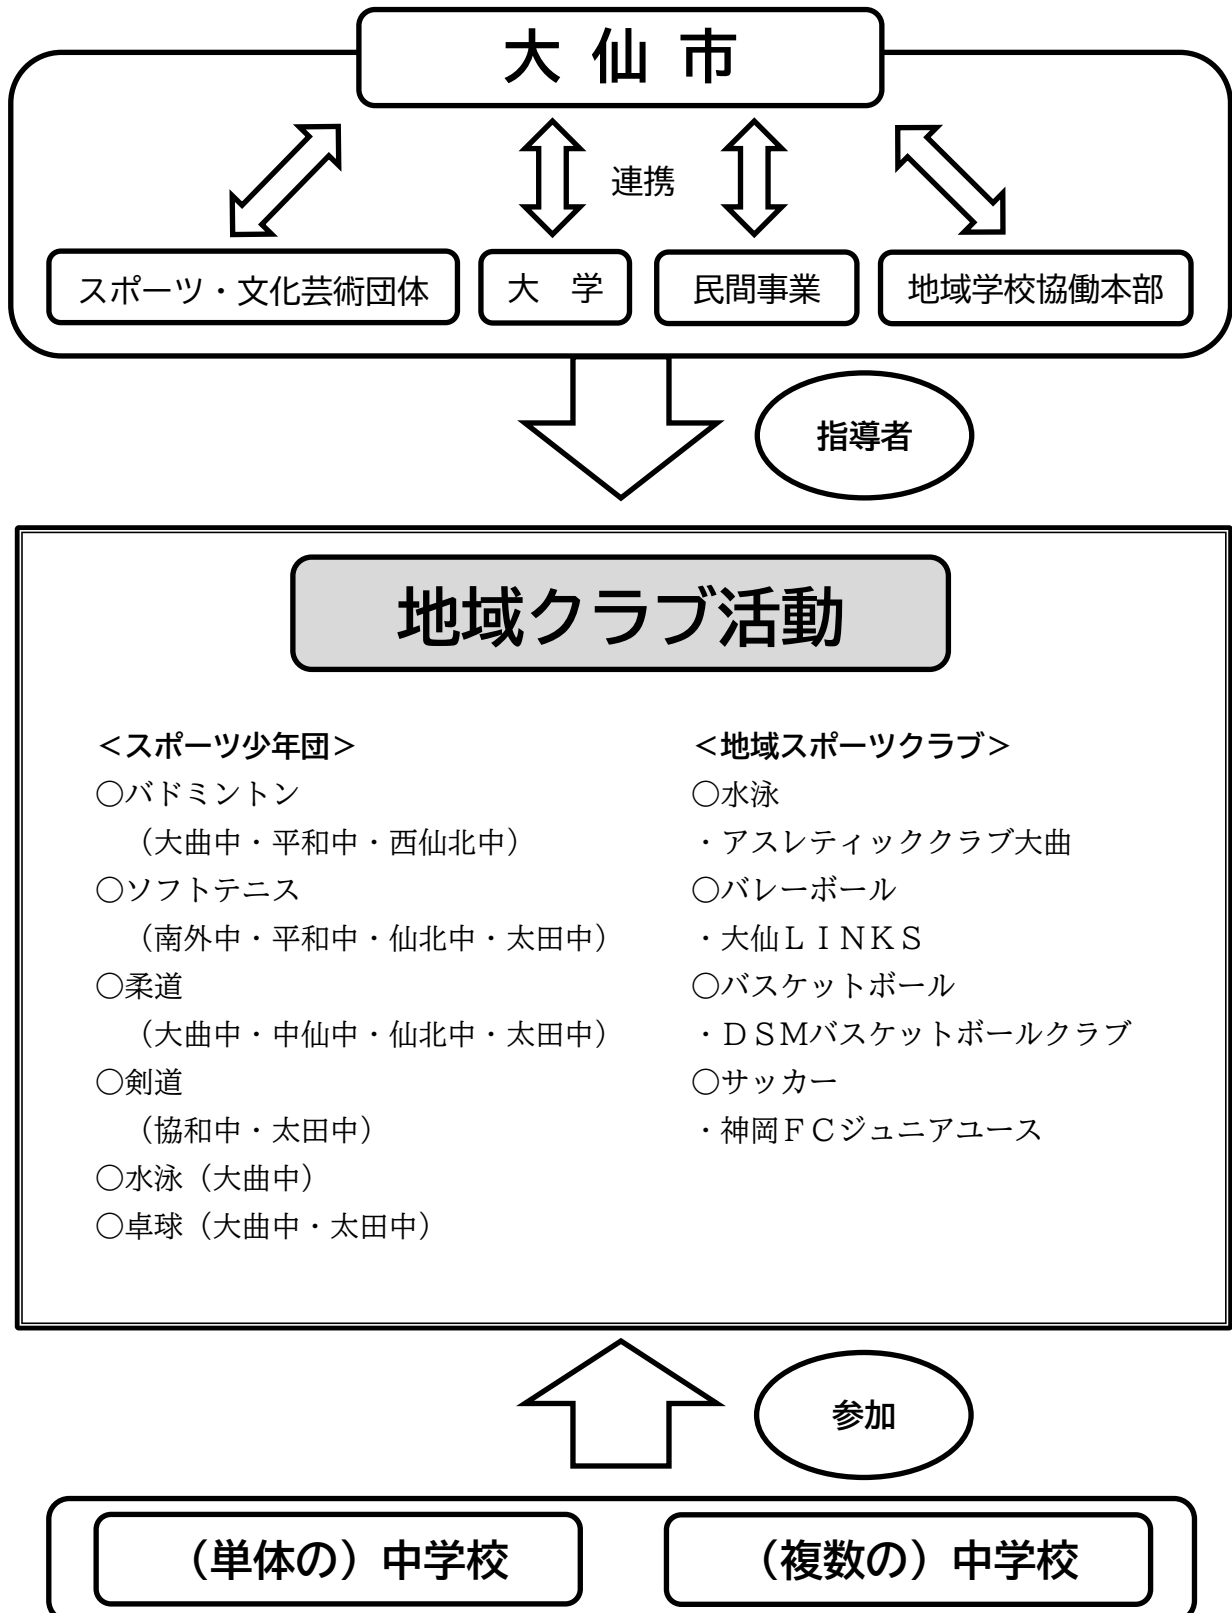 大 仙 市
連携
スポーツ・文化芸術団体
大　学
民間事業
地域学校協働本部
指導者
地域クラブ活動
＜スポーツ少年団＞
○バドミントン
（大曲中・平和中・西仙北中）
○ソフトテニス
（南外中・平和中・仙北中・太田中）
○柔道
（大曲中・中仙中・仙北中・太田中）
○剣道
（協和中・太田中）
○水泳（大曲中）
○卓球（大曲中・太田中）
＜地域スポーツクラブ＞
○水泳
・アスレティッククラブ大曲
○バレーボール
・大仙ＬＩＮＫＳ
○バスケットボール
・ＤＳＭバスケットボールクラブ
○サッカー
・神岡ＦＣジュニアユース
参加
（単体の）中学校
（複数の）中学校